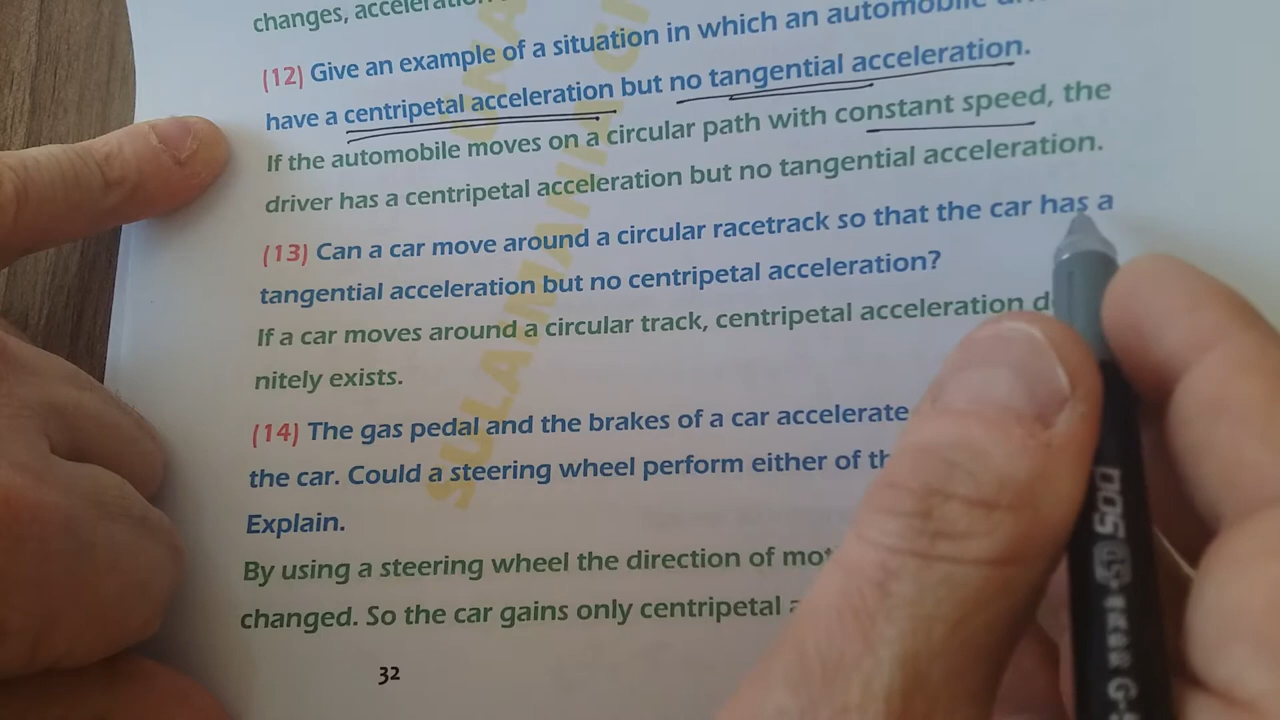 changes,
(12) Give an example of a situation in which an automobile
have a centripetal acceleration but no tangential acceleration.
If the automobile moves on a circular path with constant speed, the
driver has a centripetal acceleration but no tangential acceleration.
(13) Can a car move around a circular racetrack so that the car has a
tangential acceleration but no centripetal acceleration?
If a car moves around a circular track, centripetal acceleration
nitely exists.
(14) The gas pedal and the brakes of a car accelerate
the car. Could a steering wheel perform either of
Explain.
By using a steering wheel the direction of
changed. So the car gains only centripetal
32